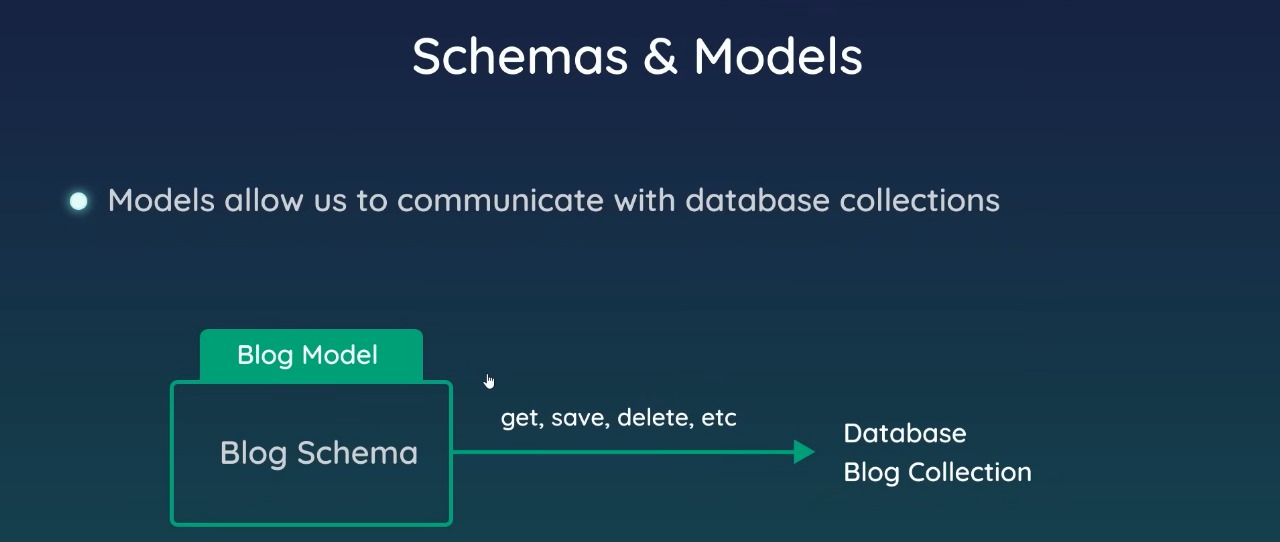 Schemas & Models
Models allow us to communicate with database collections
Blog Model
Blog Schema
get, save, delete, etc
Database
Blog Collection